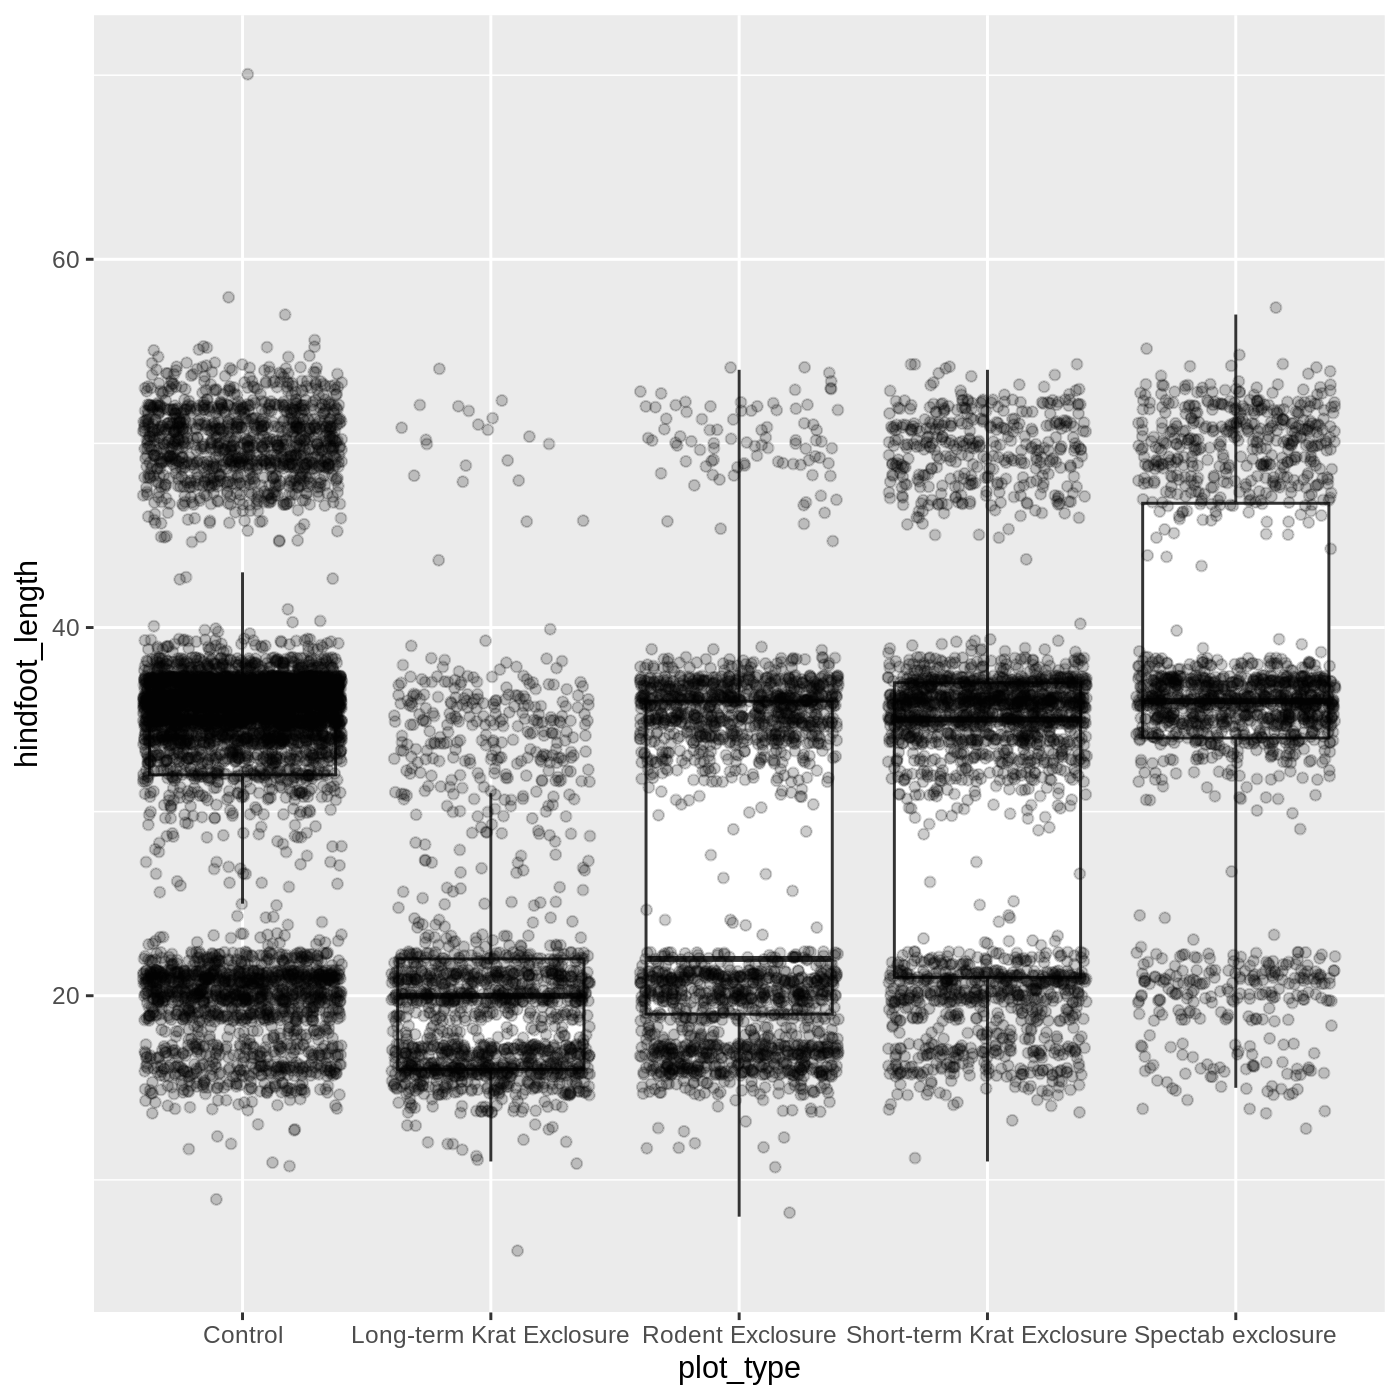 hindfoot_length
60
40
20
Control Long-term Krat Exclosure Rodent Exclosure Short-term Krat Exclosure Spectab exclosure
plot_type